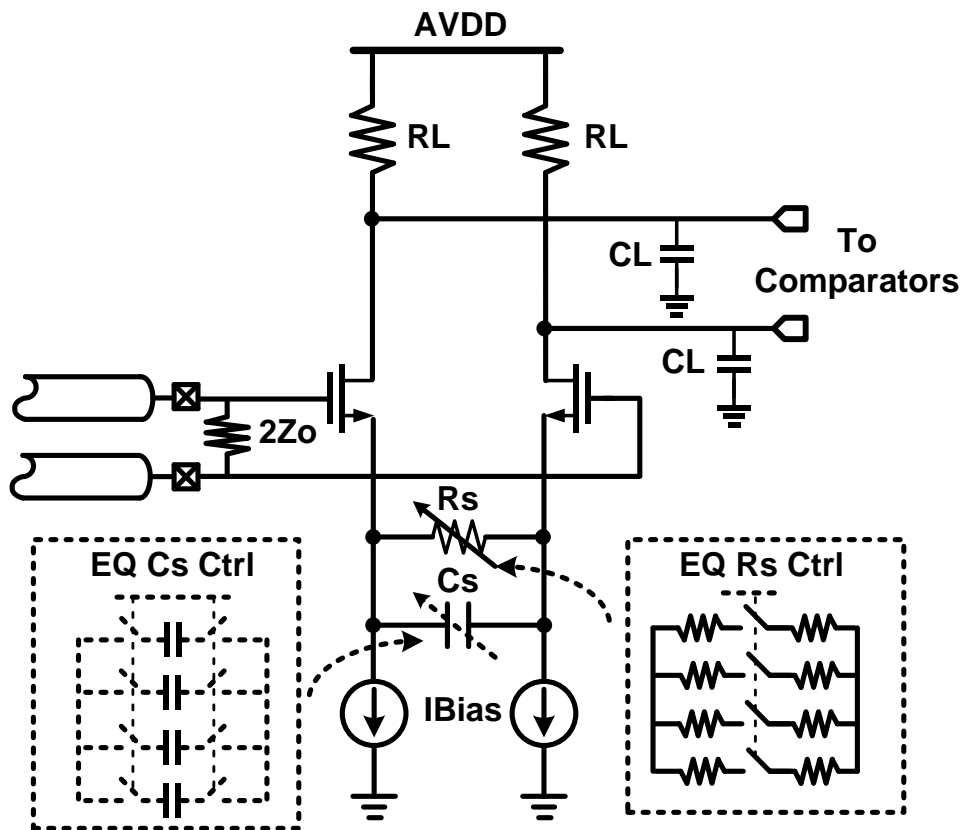 AVDD
RL
RL
CL
To
Comparators
CL
2Zo
Rs
EQ Cs Ctrl
Cs
EQ Rs Ctrl
IBias